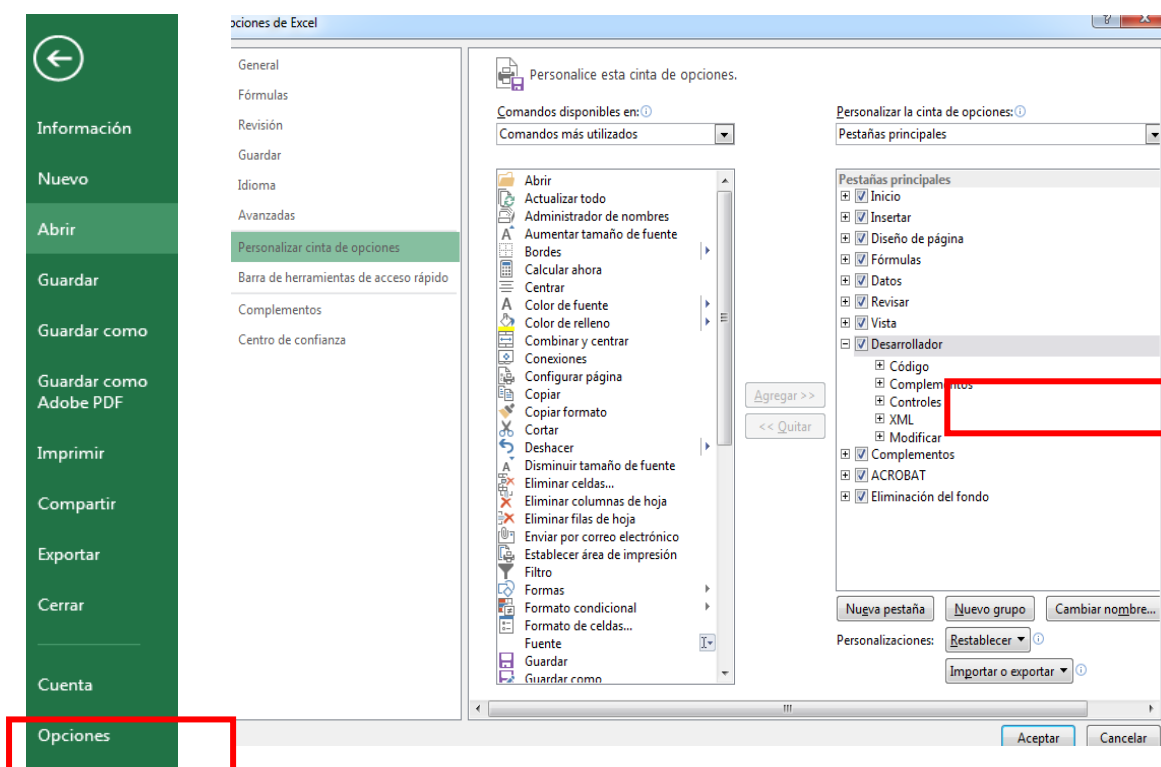 Información
Nuevo
Abrir
Guardar
Guardar como
Guardar como
Adobe PDF
Imprimir
Compartir
Exportar
Cerrar
Cuenta
Opciones
pciones de Excel
General
Fórmulas
Revisión
Guardar
Idioma
Avanzadas
Personalizar cinta de opciones
Barra de herramientas de acceso rápido
Complementos
Centro de confianza
Personalice esta cinta de opciones.
Comandos disponibles en:
Comandos más utilizados
Abrir
Actualizar todo
Administrador de nombres
Aumentar tamaño de fuente
Bordes
Calcular ahora
Centrar
Color de fuente
Color de relleno
Combinar y centrar
Conexiones
Configurar página
Copiar
Copiar formato
Cortar
Deshacer
Disminuir tamaño de fuente
Eliminar celdas...
Eliminar columnas de hoja
Eliminar filas de hoja
Enviar por correo electrónico
Establecer área de impresión
Filtro
Formas
Formato condicional
Formato de celdas...
Fuente
Guardar
Guardar como
Agregar >>
<< Quitar
Personalizar la cinta de opciones:
Pestañas principales
Pestañas principales
Inicio
Insertar
Diseño de página
Fórmulas
Datos
Revisar
Vista
Desarrollador
Código
Complementos
Controles
XML
Modificar
Complementos
ACROBAT
Eliminación del fondo
Nueva pestaña
Nuevo grupo
Cambiar nombre...
Personalizaciones:
Restablecer
Importar o exportar
Aceptar
Cancelar